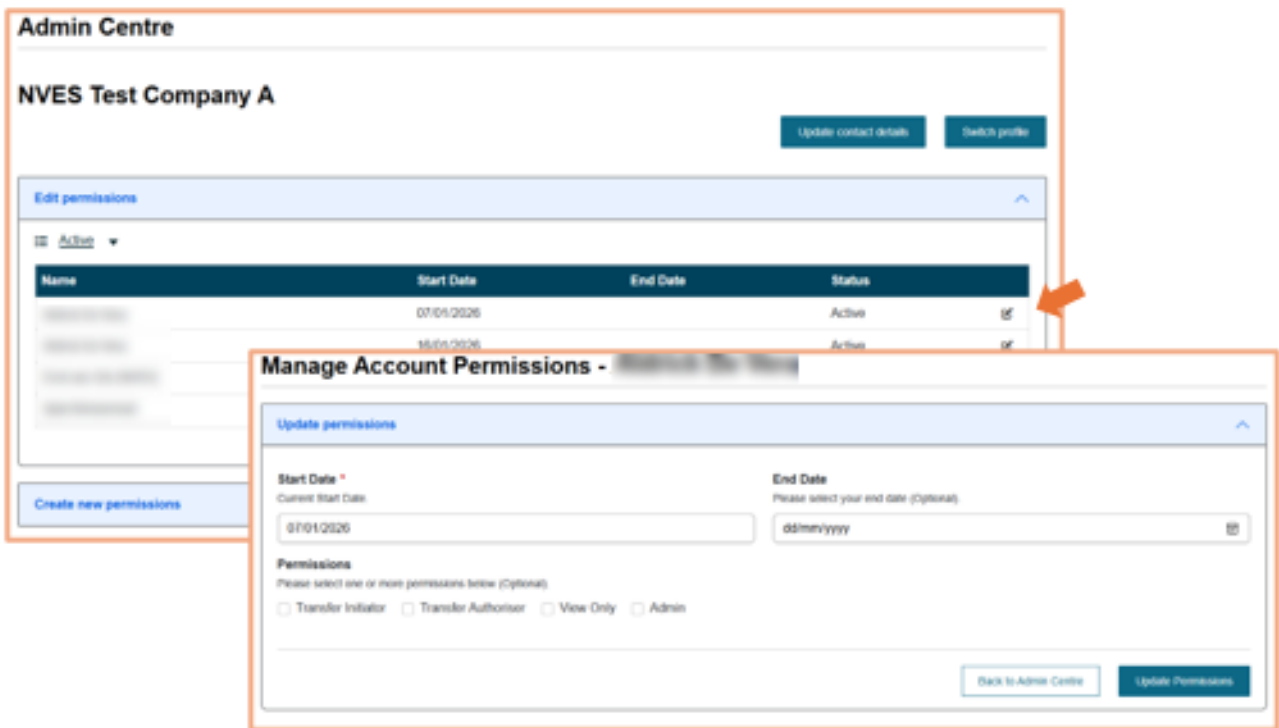 Admin Centre
NVES Test Company A
Update contact details Switch profile
Edit permissions
Active
Name Start Date End Date Status
07/01/2026 Active
16/01/2026 Active
Create new permissions
Manage Account Permissions -
Update permissions
Start Date * End Date
Current Start Date. Please select your end date (Optional).
07/01/2026 dd/mm/yyyy
Permissions
Please select one or more permissions below (Optional).
Transfer Initiator Transfer Authoriser View Only Admin
Back to Admin Centre Update Permissions